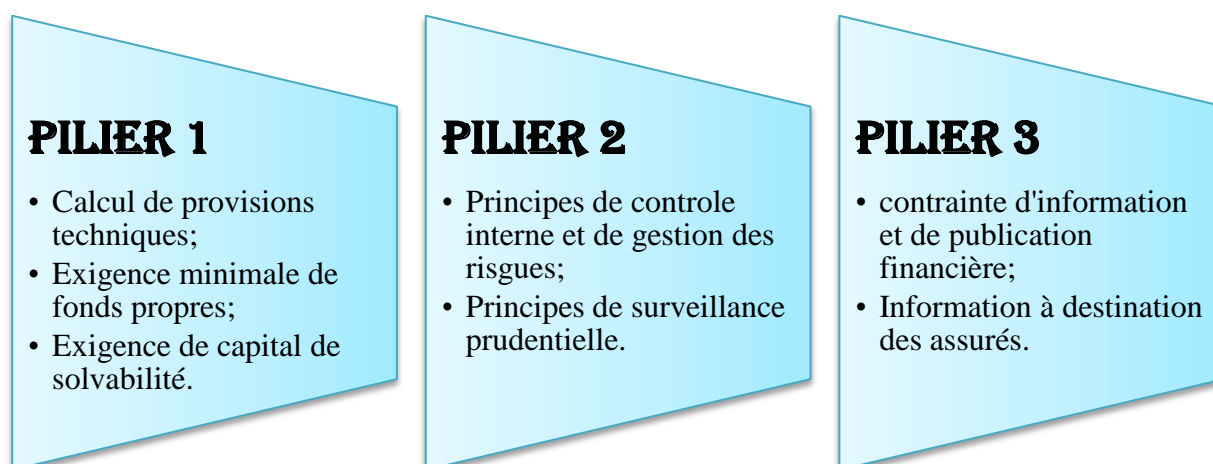 PILIER 1
• Calcul de provisions
techniques;
• Exigence minimale de
fonds propres;
• Exigence de capital de
solvabilité.
PILIER 2
• Principes de controle
interne et de gestion des
risgues;
• Principes de surveillance
prudentielle.
PILIER 3
• contrainte d'information
et de publication
financière;
• Information à destination
des assurés.